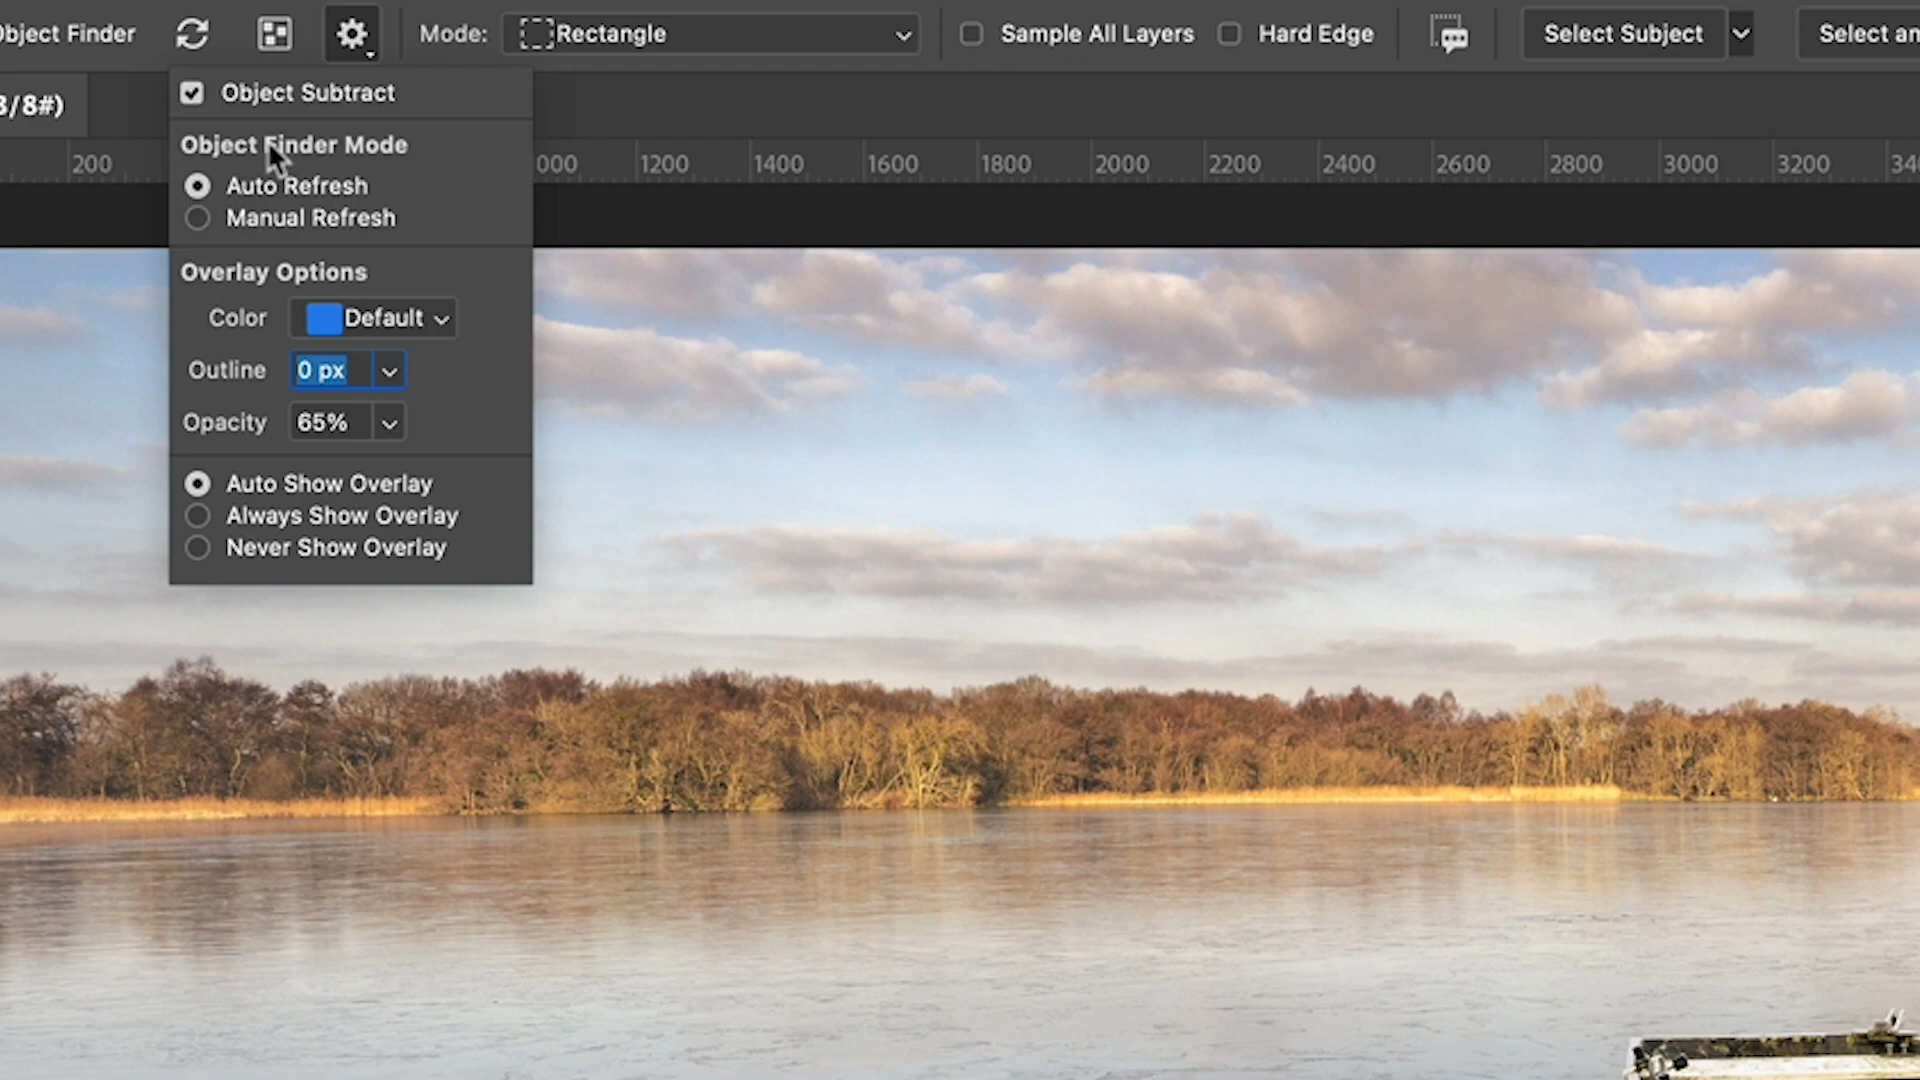 Object Finder
Mode: Rectangle
Sample All Layers
Hard Edge
Select Subject
Select an
3/8#)
Object Subtract
200 000 1200 1400 1600 1800 2000 2200 2400 2600 2800 3000 3200 34
Object Finder Mode
Auto Refresh
Manual Refresh
Overlay Options
Color Default
Outline 0 px
Opacity 65%
Auto Show Overlay
Always Show Overlay
Never Show Overlay